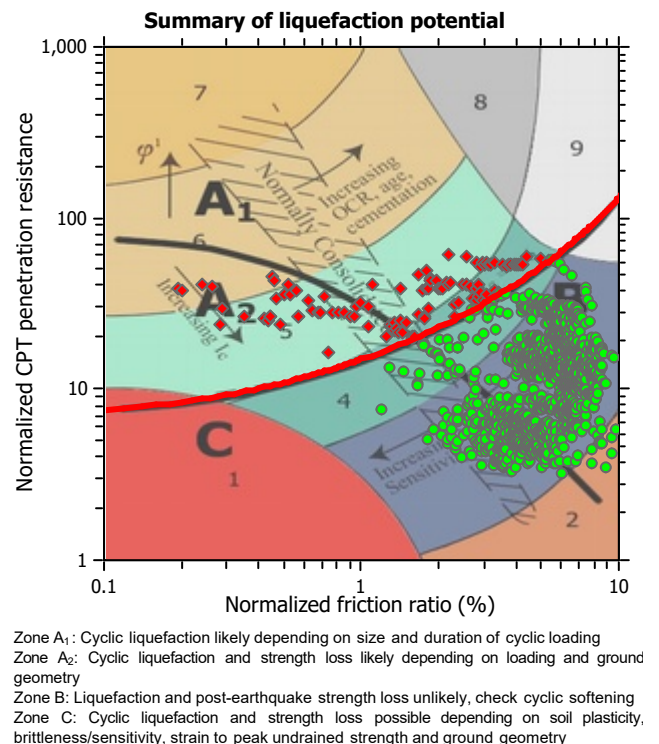 Summary of liquefaction potential
1,000
100
10
1
Normalized CPT penetration resistance
7
8
9
φ'
A1
Increasing
OCR, age,
cementation
Normally Consolid
6
A2
Increasing Ic
5
B
4
C
1
Increasing
Sensitivi
2
0.1
1
10
Normalized friction ratio (%)
Zone A1: Cyclic liquefaction likely depending on size and duration of cyclic loading
Zone A2: Cyclic liquefaction and strength loss likely depending on loading and ground
geometry
Zone B: Liquefaction and post-earthquake strength loss unlikely, check cyclic softening
Zone C: Cyclic liquefaction and strength loss possible depending on soil plasticity,
brittleness/sensitivity, strain to peak undrained strength and ground geometry